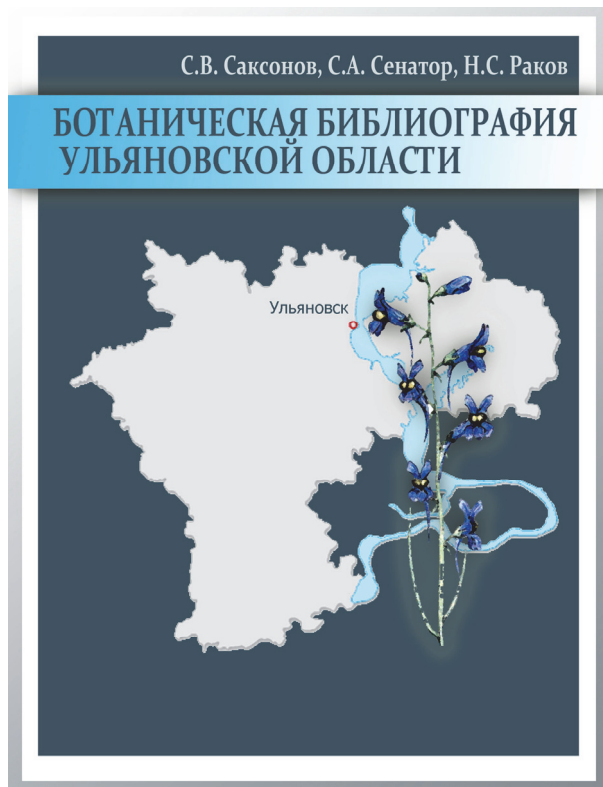 С.В. Саксонов, С.А. Сенатор, Н.С. Раков
БОТАНИЧЕСКАЯ БИБЛИОГРАФИЯ
УЛЬЯНОВСКОЙ ОБЛАСТИ
Ульяновск